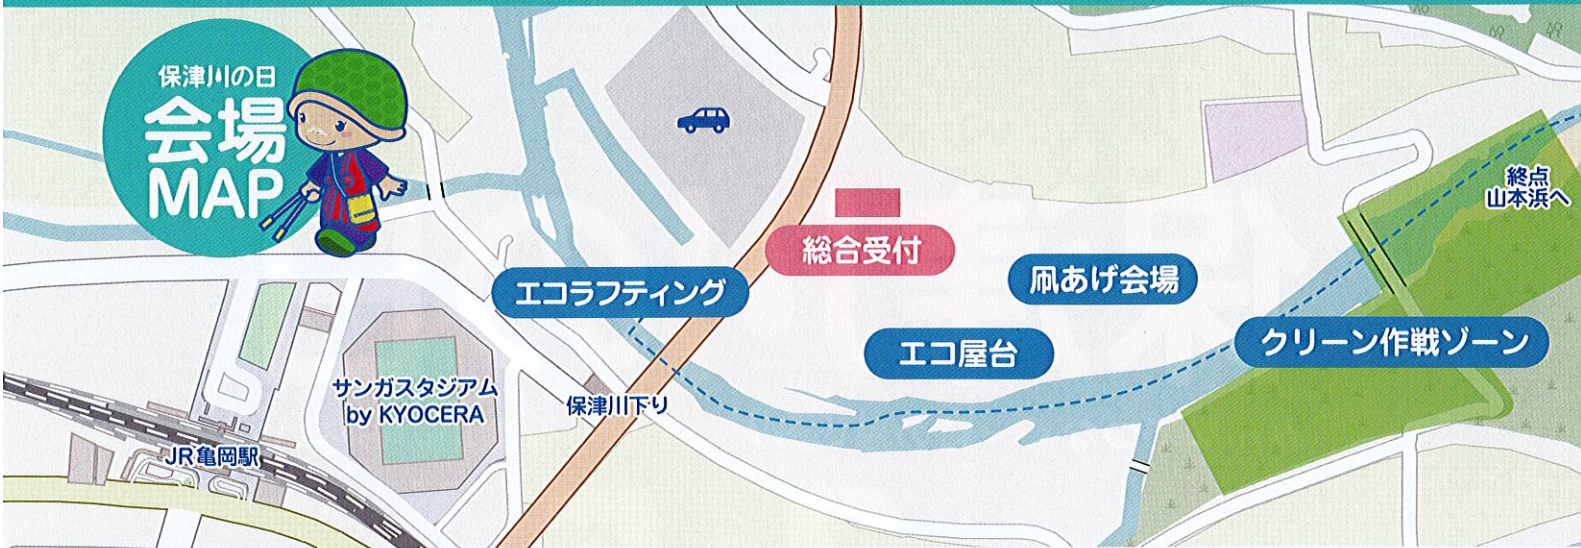 保津川の日
会場
MAP
エコラフティング
総合受付
凧あげ会場
エコ屋台
クリーン作戦ゾーン
終点
山本浜へ
サンガスタジアム
by KYOCERA
保津川下り
JR亀岡駅